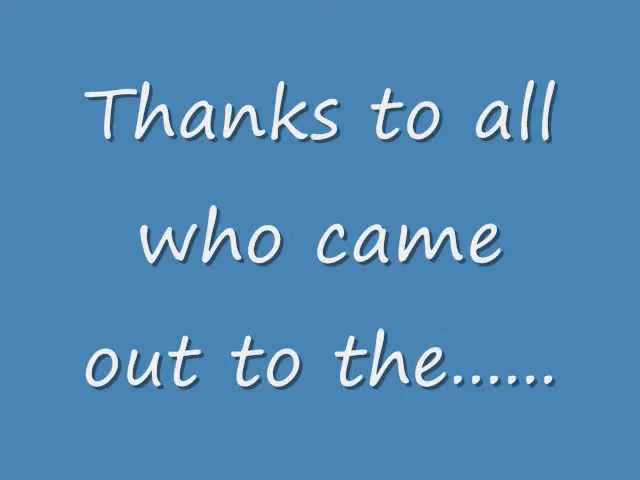 Thanks to all
who came
out to the......